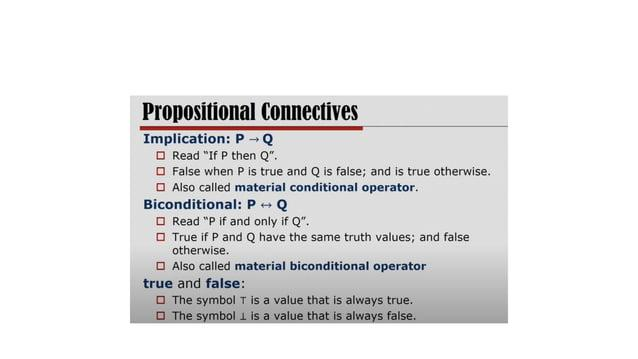 Propositional Connectives
Implication: P → Q
Read “If P then Q”.
False when P is true and Q is false; and is true otherwise.
Also called material conditional operator.
Biconditional: P ↔ Q
Read “P if and only if Q”.
True if P and Q have the same truth values; and false
otherwise.
Also called material biconditional operator
true and false:
The symbol ⊤ is a value that is always true.
The symbol ⊥ is a value that is always false.